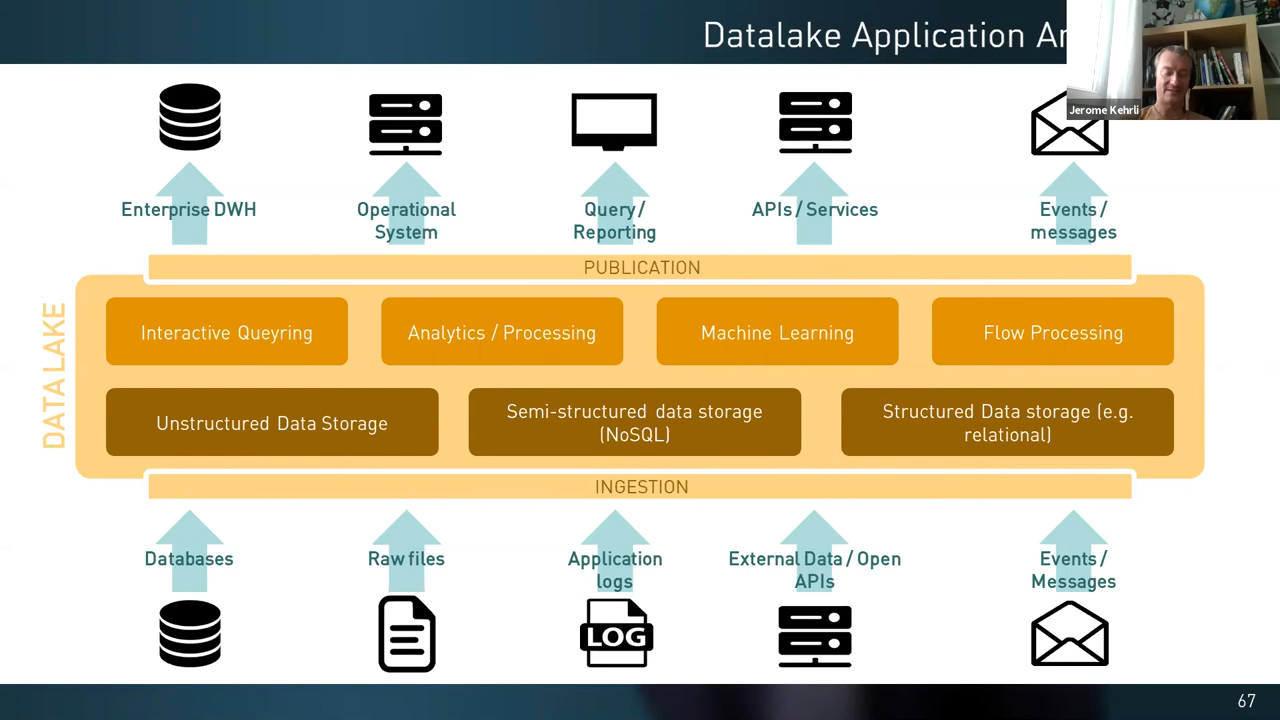 Datalake Application
Jerome Kehrli
Enterprise DWH
Operational
System
Query /
Reporting
APIs / Services
Events /
messages
PUBLICATION
DATA LAKE
Interactive Queyring
Analytics / Processing
Machine Learning
Flow Processing
Unstructured Data Storage
Semi-structured data storage
(NoSQL)
Structured Data storage (e.g.
relational)
INGESTION
Databases
Raw files
Application
logs
External Data / Open
APIs
Events /
Messages
LOG
67